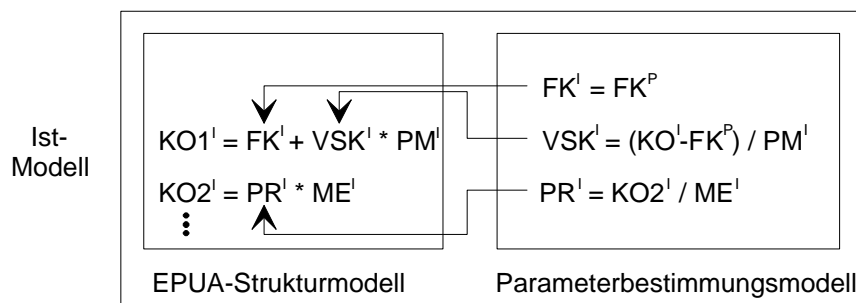 FKᴵ = FKᴾ
KO1ᴵ = FKᴵ + VSKᴵ * PMᴵ
VSKᴵ = (KOᴵ-FKᴾ) / PMᴵ
Ist-
Modell
KO2ᴵ = PRᴵ * MEᴵ
PRᴵ = KO2ᴵ / MEᴵ
EPUA-Strukturmodell
Parameterbestimmungsmodell